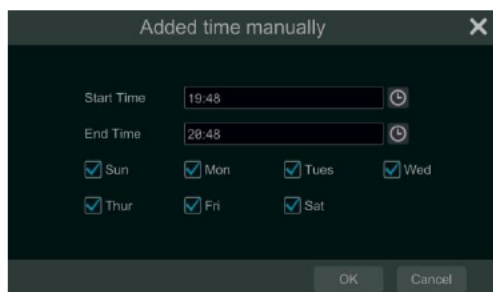 Added time manually
Start Time 19:48
End Time 20:48
Sun Mon Tues Wed
Thur Fri Sat
OK Cancel